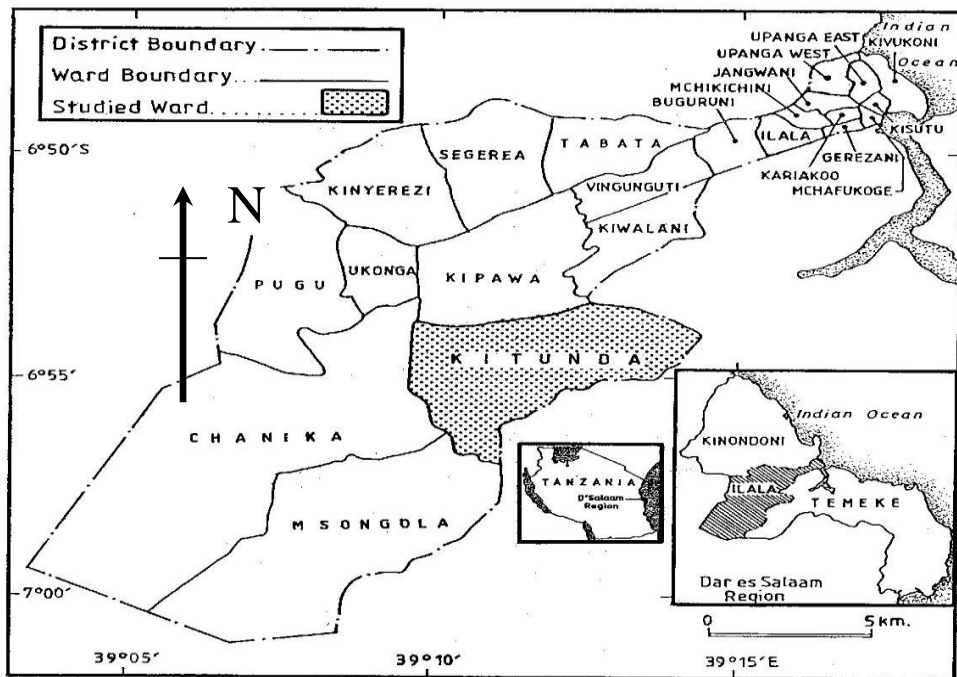 District Boundary
Ward Boundary
Studied Ward
UPANGA EAST
UPANGA WEST
JANGWANI
MCHIKICHINI
BUGURUNI
Indian
KIVUKONI
Ocean
ILALA
KISUTU
GEREZANI
KARIAKOO
MCHAFUKOGE
6°50'S
SEGEREA
TABATA
KINYEREZI
VINGUNGUTI
KIWALANI
N
PUGU
UKONGA
KIPAWA
6°55'
KITUNDA
CHANIKA
MSONGOLA
7°00'
TANZANIA
D'Salaam
Region
Indian Ocean
KINONDONI
ILALA
TEMEKE
Dar es Salaam
Region
0 5 km.
39°05' 39°10' 39°15'E